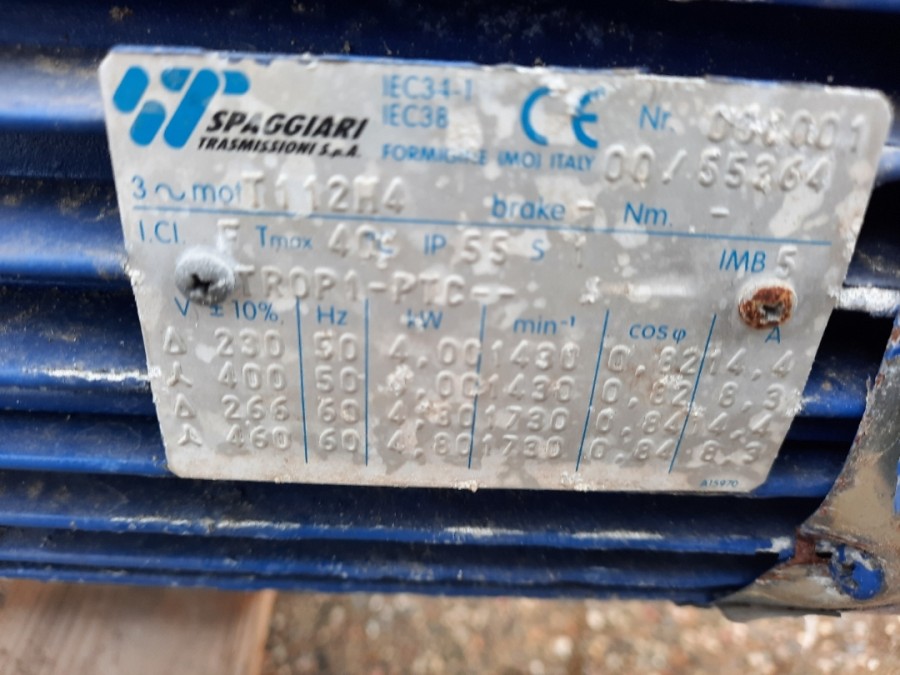 SPAGGIARI
TRASMISSIONI S.p.A.
IEC34-1
IEC38
FORMIGINE (MO) ITALY
CE
Nr. 000001
00/55364
3~mot T112M4 brake - Nm. -
I.Cl. F Tmax 40 IP 55 S 1 IMB 5
TROP1-PTC--
V ± 10%. Hz kW min⁻¹ cos φ A
Δ 230 50 4,00 1430 0,82 14,4
Y 400 50 4,00 1430 0,82 8,3
Δ 266 60 4,80 1730 0,84 14,4
Y 460 60 4,80 1730 0,84 8,3
A15970